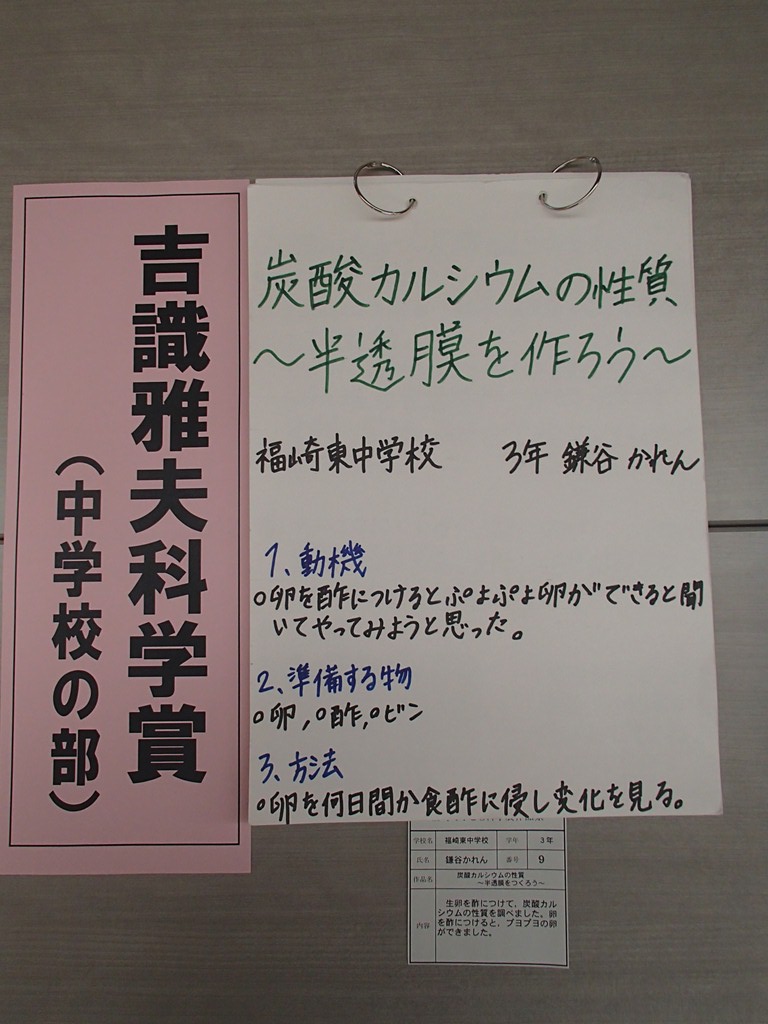 吉識雅夫科学賞
（中学校の部）
炭酸カルシウムの性質
～半透膜を作ろう～
福崎東中学校 3年 鎌谷 かれん
1、動機
○卵を酢につけるとぷよぷよ卵ができると聞
いてやってみようと思った。
2、準備する物
○卵,○酢,○ビン
3、方法
○卵を何日間か食酢に侵し変化を見る。
学校名 福崎東中学校 学年 3年
氏名 鎌谷かれん 番号 9
作品名 炭酸カルシウムの性質
～半透膜をつくろう～
内容 生卵を酢につけて、炭酸カル
シウムの性質を調べました。卵
を酢につけると、プヨプヨの卵
ができました。